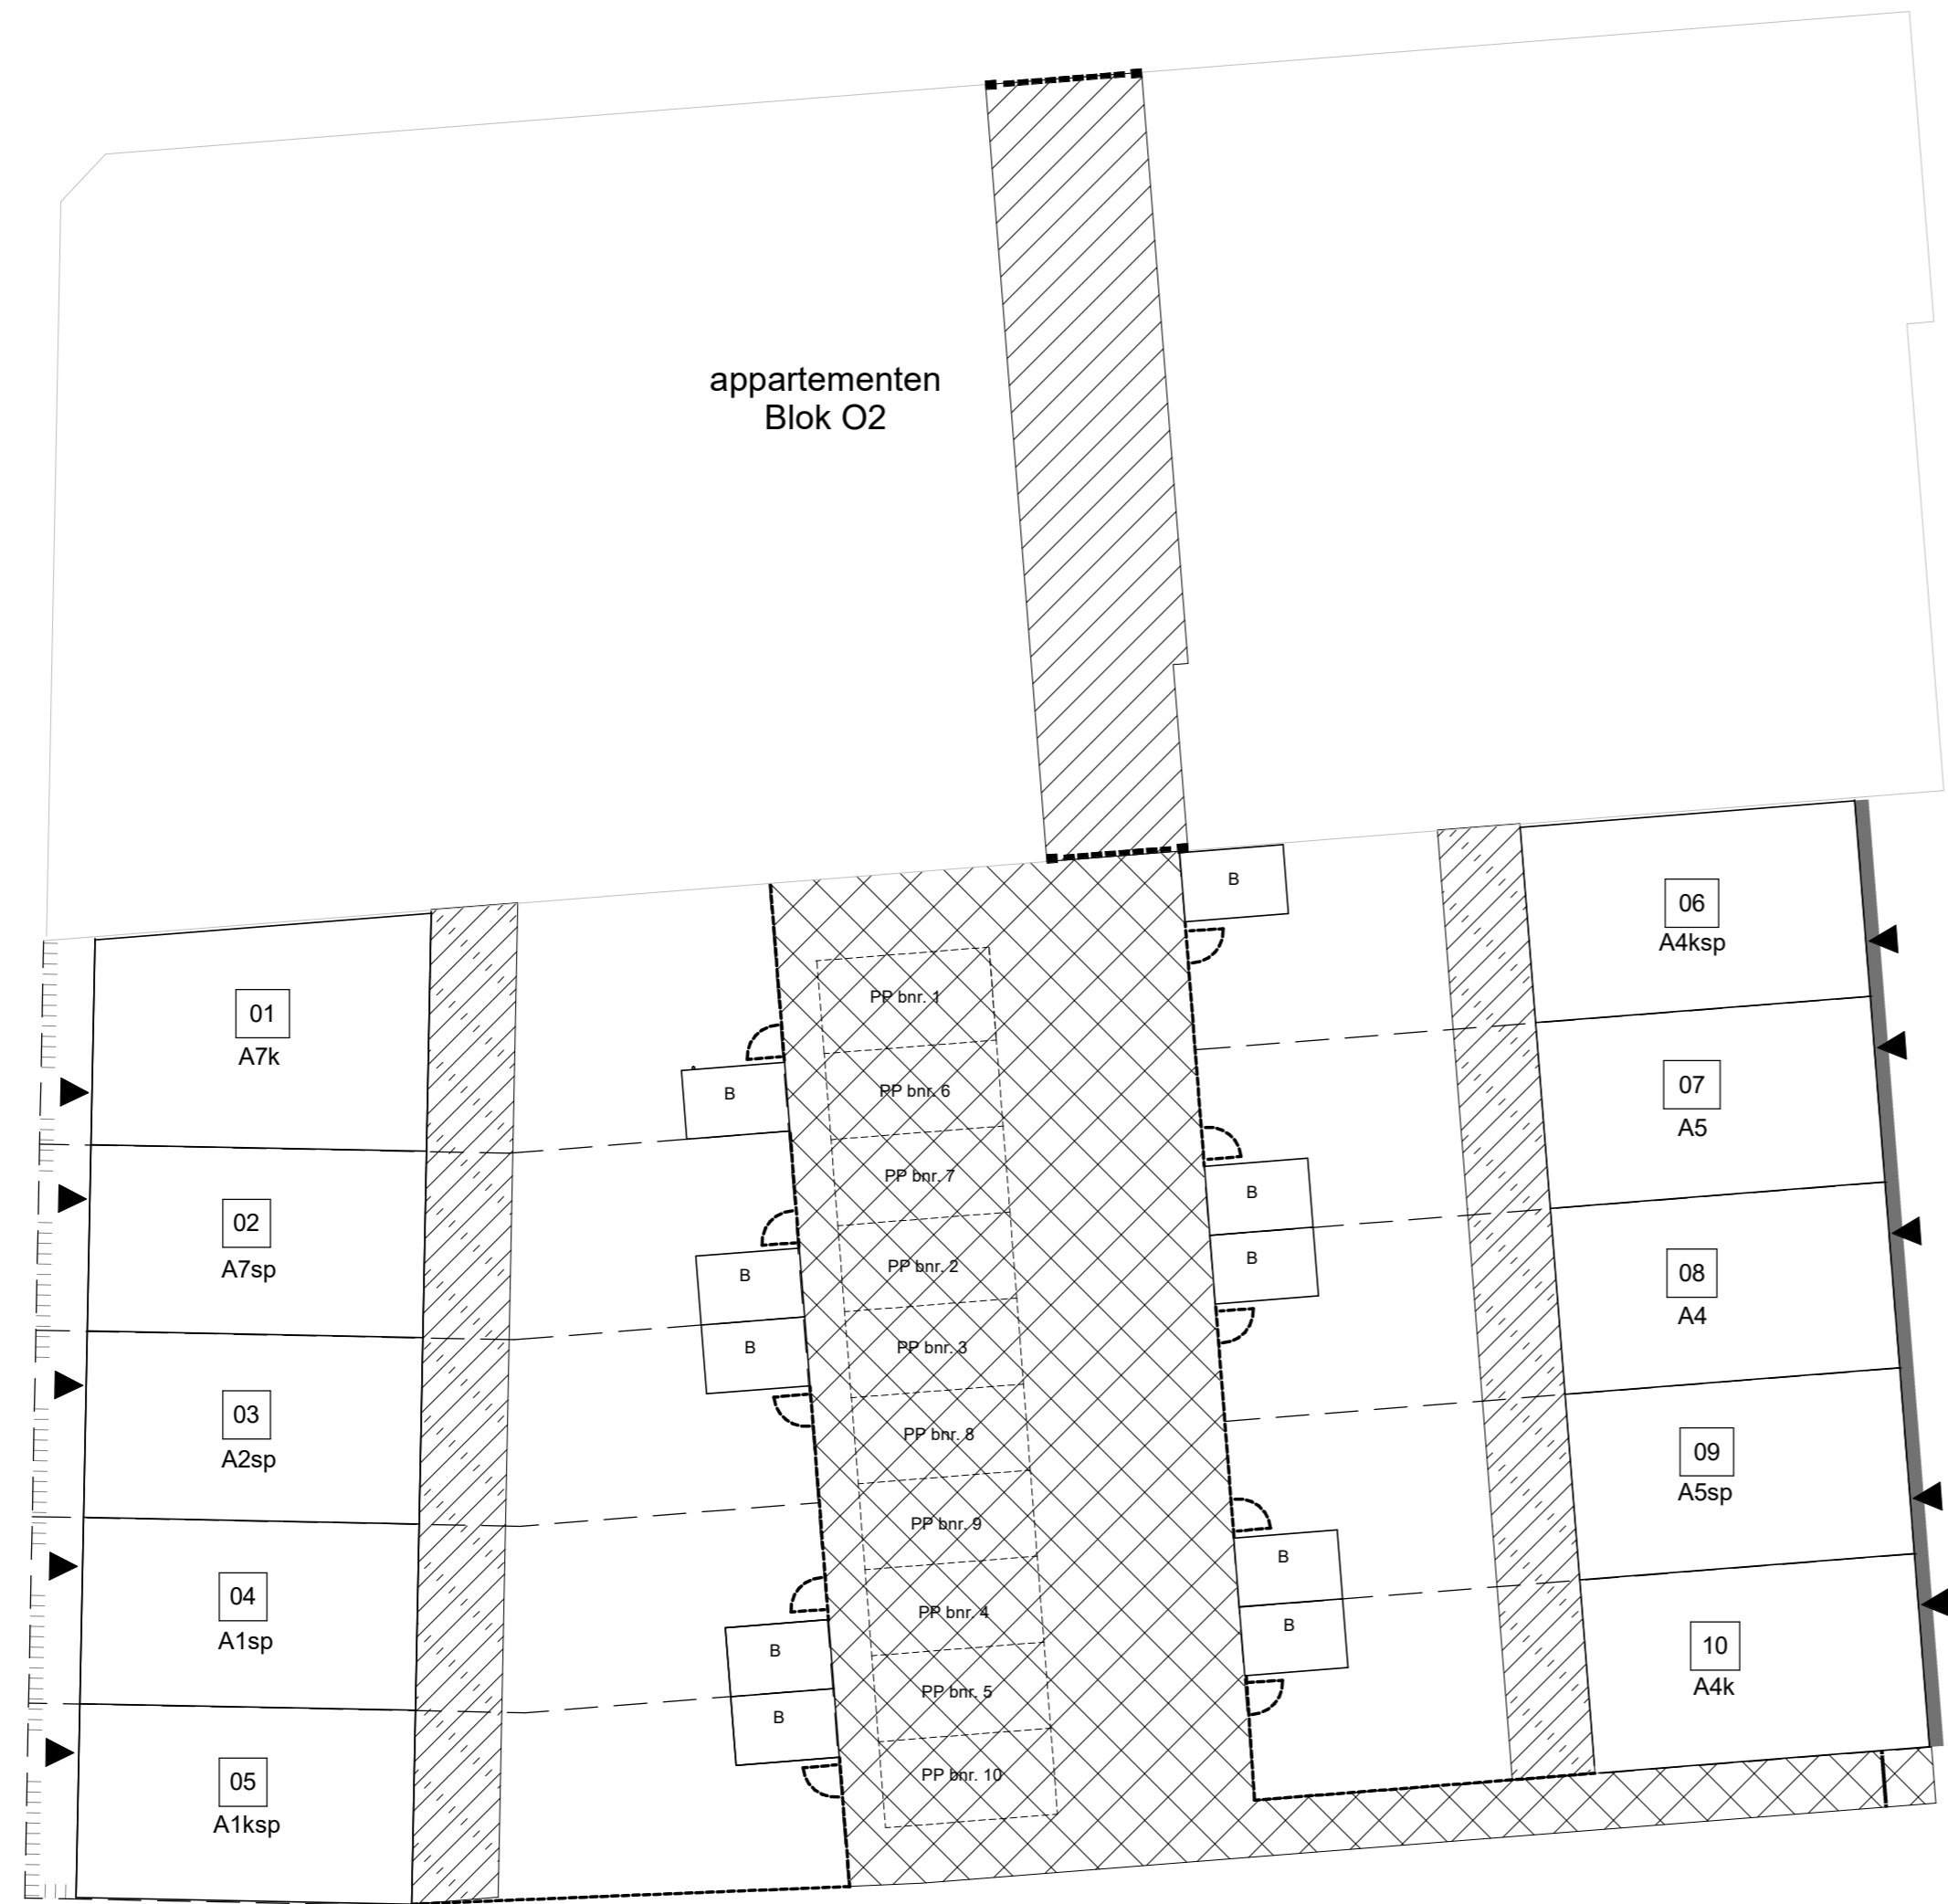 appartementen
Blok O2
01
A7k
02
A7sp
03
A2sp
04
A1sp
05
A1ksp
B
B
B
B
B
PP bnr. 1
PP bnr. 6
PP bnr. 7
PP bnr. 2
PP bnr. 3
PP bnr. 8
PP bnr. 9
PP bnr. 4
PP bnr. 5
PP bnr. 10
B
B
B
B
B
06
A4ksp
07
A5
08
A4
09
A5sp
10
A4k